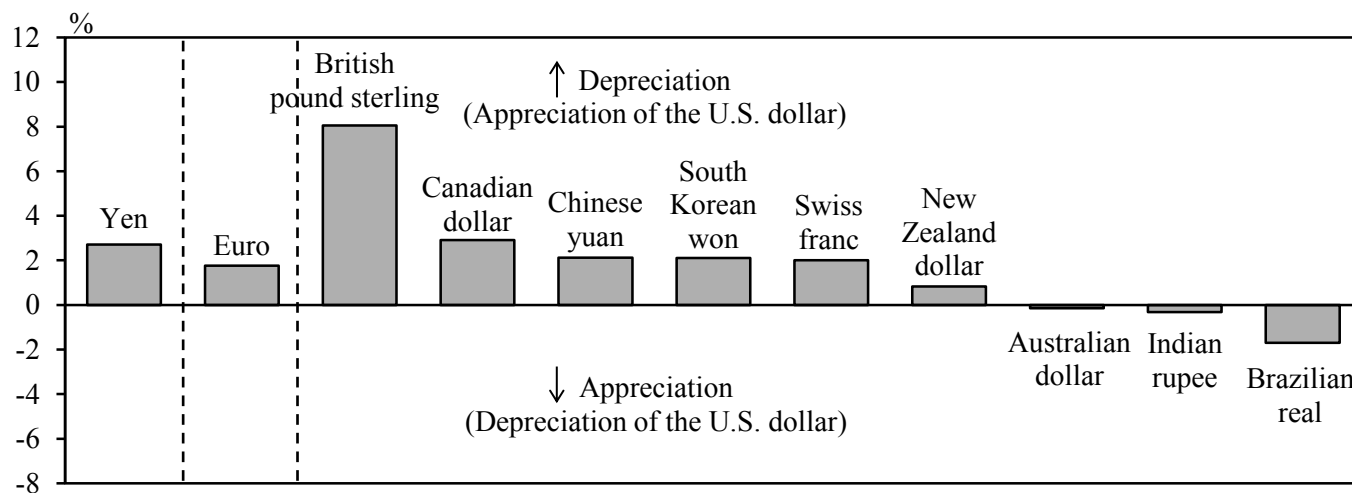 %
12
10
8
6
4
2
0
-2
-4
-6
-8
Yen
Euro
British
pound sterling
↑ Depreciation
(Appreciation of the U.S. dollar)
Canadian
dollar
Chinese
yuan
South
Korean
won
Swiss
franc
New
Zealand
dollar
Australian
dollar
Indian
rupee
Brazilian
real
↓ Appreciation
(Depreciation of the U.S. dollar)